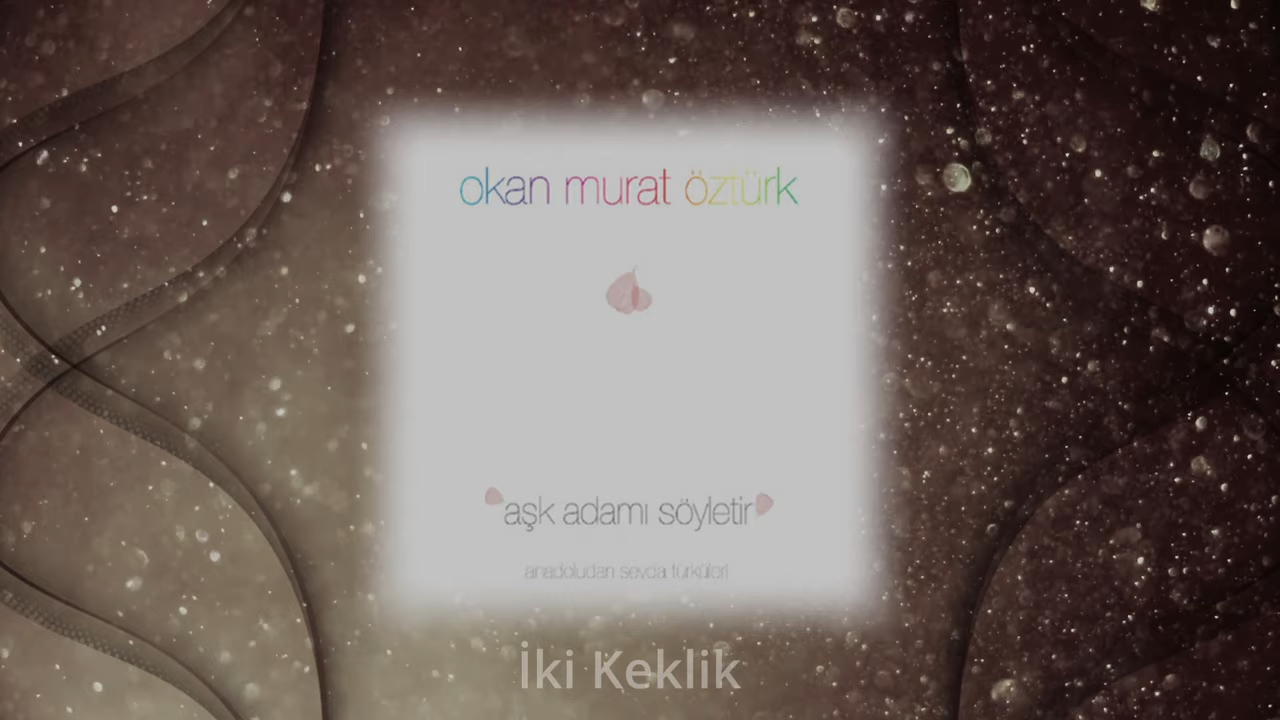 okan murat öztürk
aşk adamı söyletir
anadoludan sevda türküleri
İki Keklik